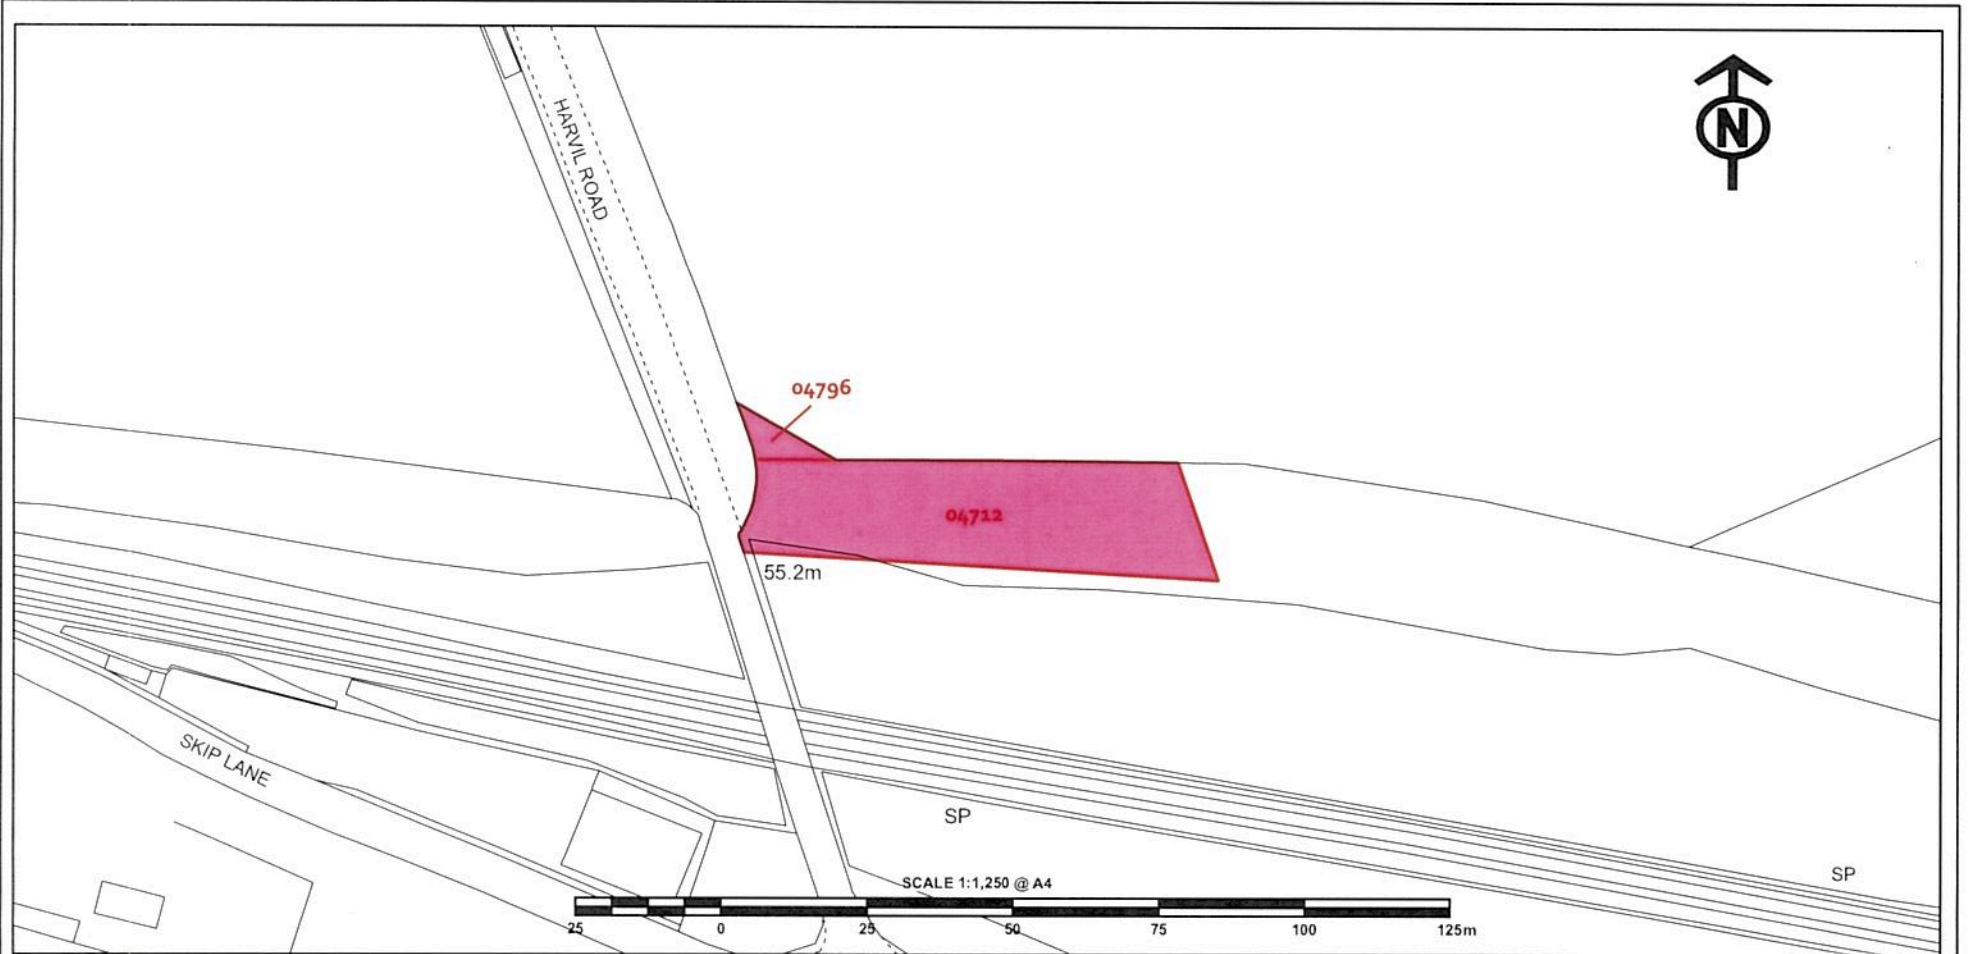 N
HARVIL ROAD
04796
04712
55.2m
SKIP LANE
SP
SP
SCALE 1:1,250 @ A4
25 0 25 50 75 100 125m